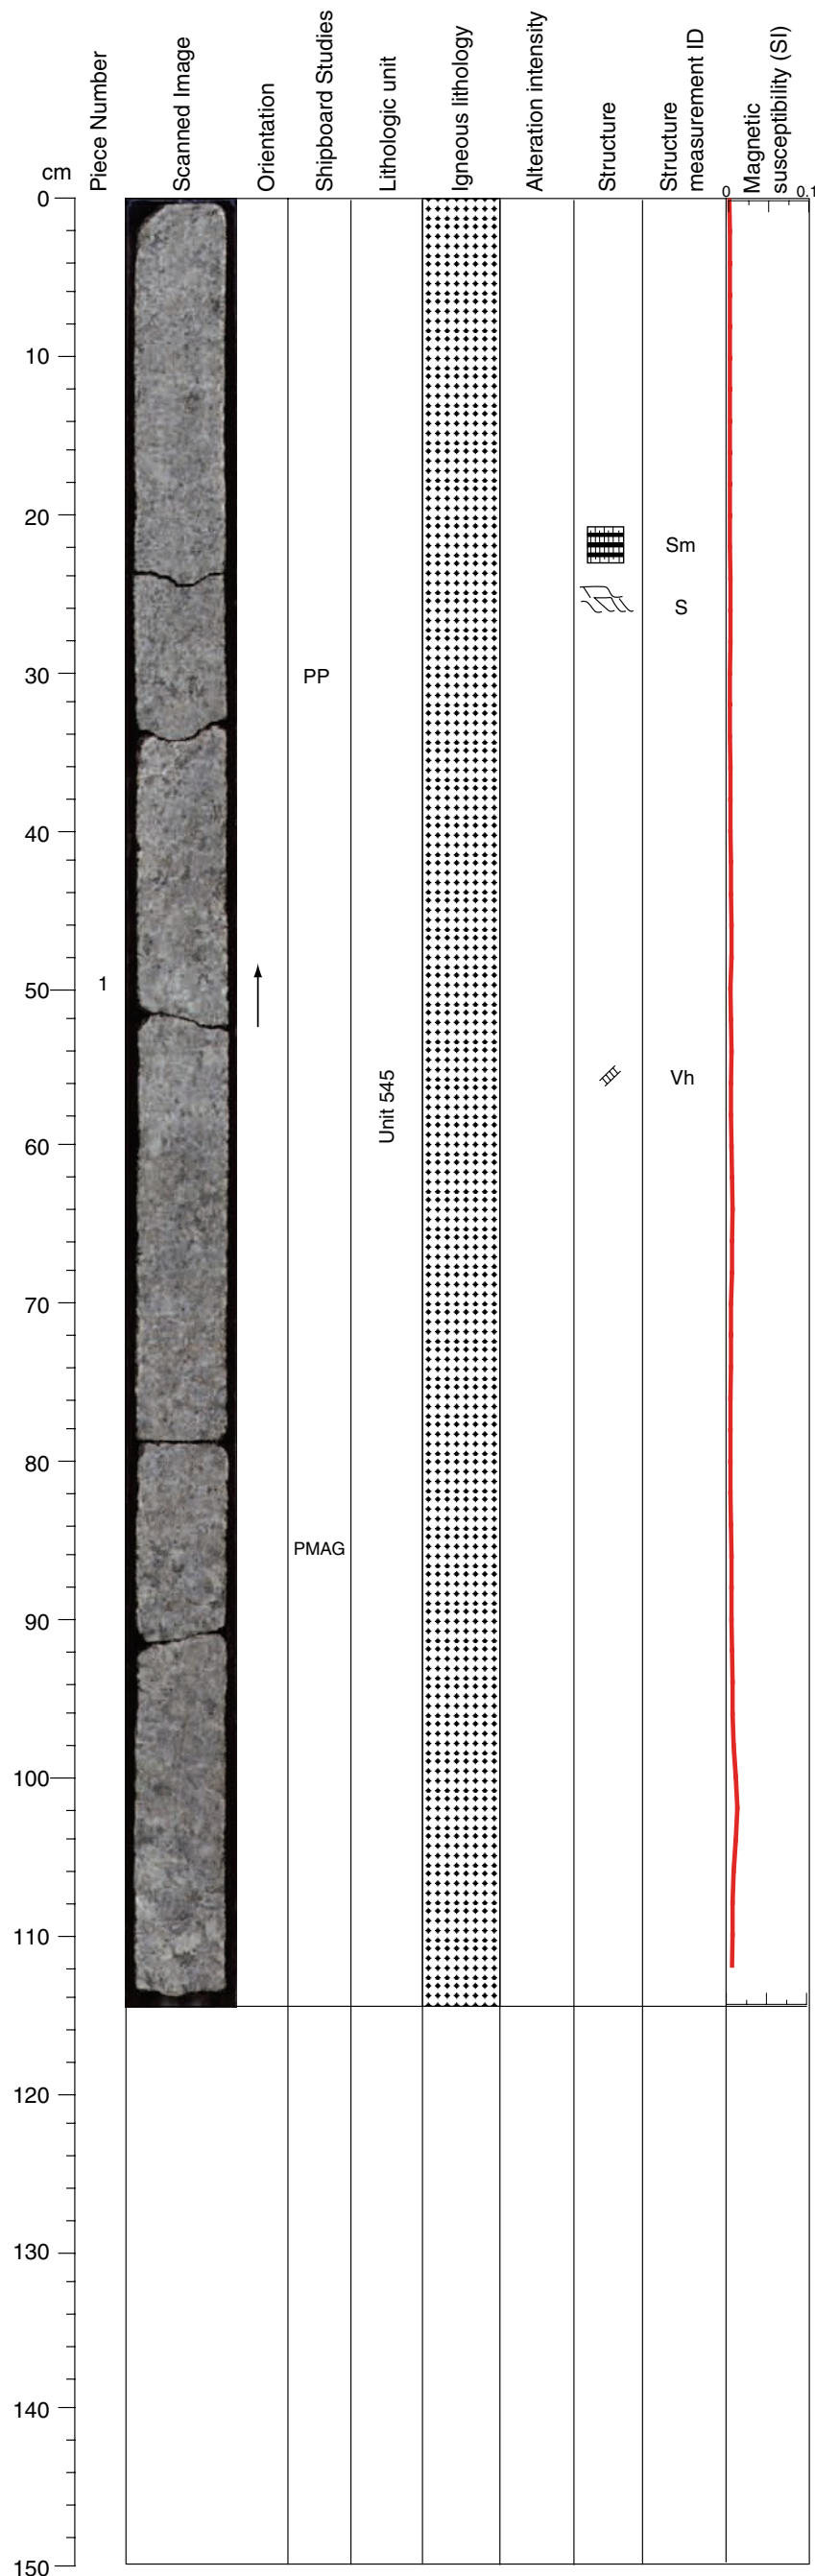 cm
Piece Number
Scanned Image
Orientation
Shipboard Studies
Lithologic unit
Igneous lithology
Alteration intensity
Structure
Structure
measurement ID
Magnetic
susceptibility (SI)
0 0.1
0
10
20
Sm
S
30
PP
40
1
50
Vh
Unit 545
60
70
80
PMAG
90
100
110
120
130
140
150